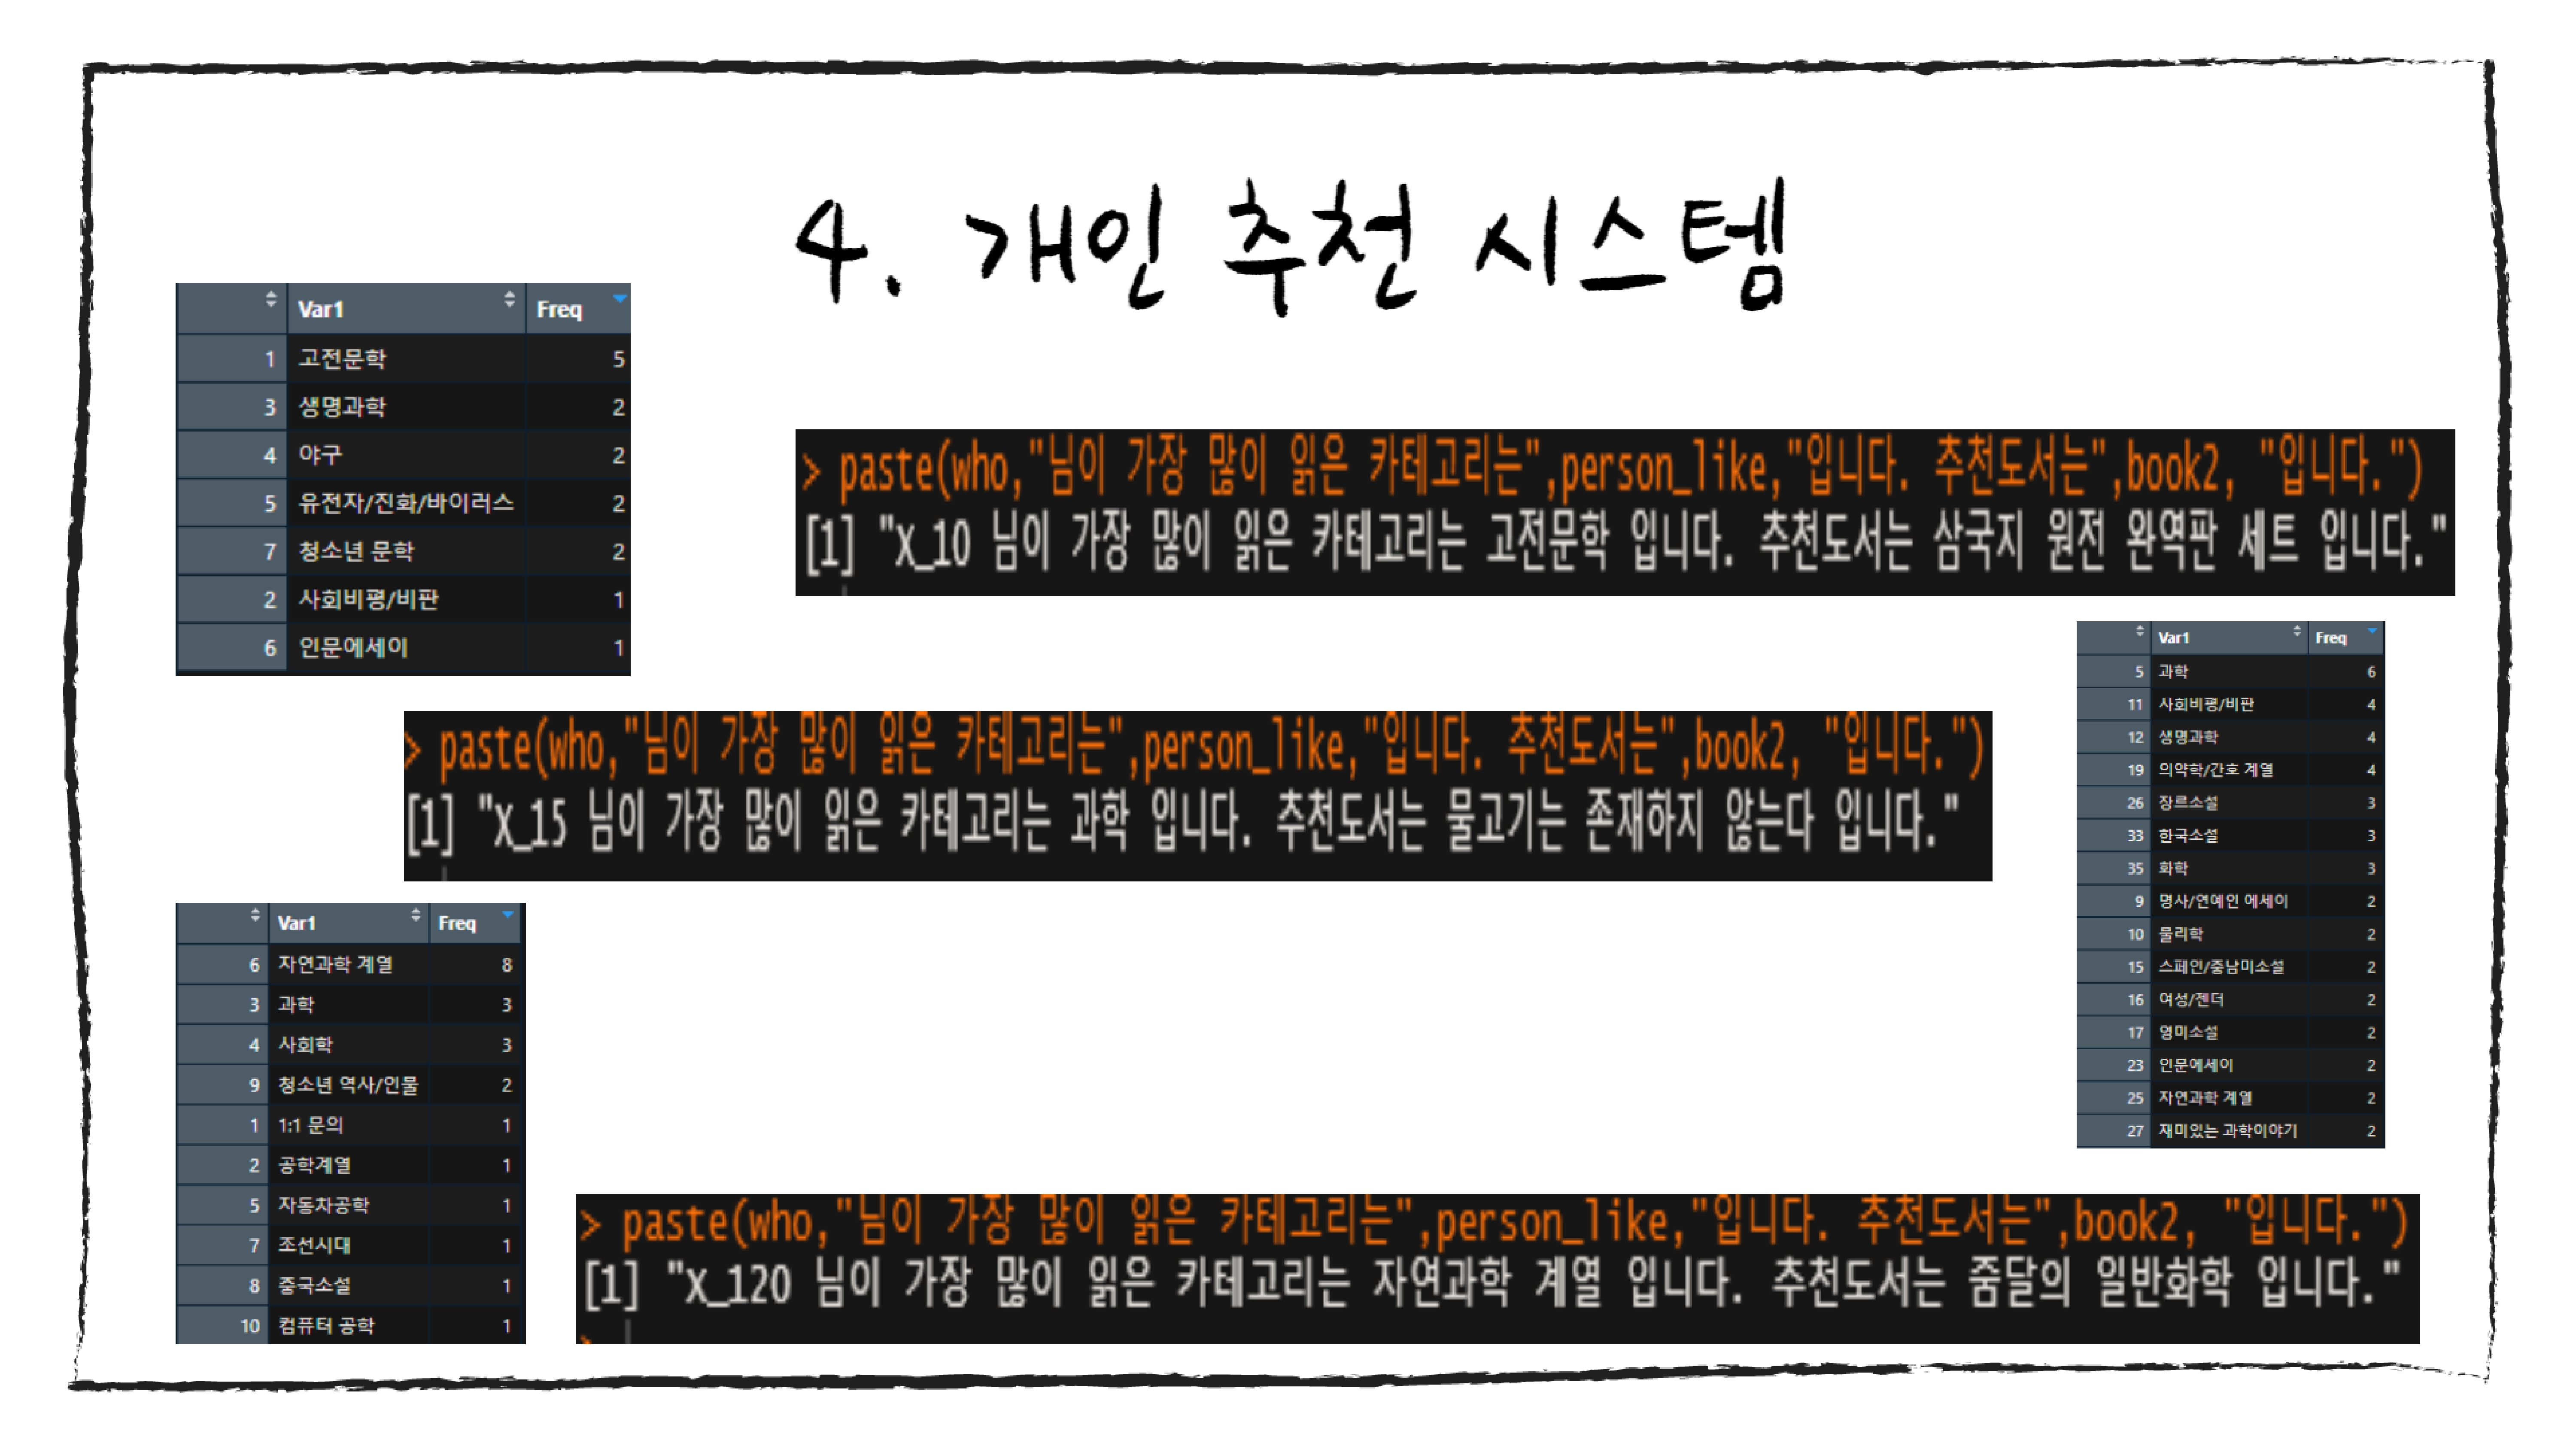 4. 개인 추천 시스템
Var1 Freq
1 고전문학 5
3 생명과학 2
4 야구 2
5 유전자/진화/바이러스 2
7 청소년 문학 2
2 사회비평/비판 1
6 인문에세이 1
> paste(who,"님이 가장 많이 읽은 카테고리는",person_like,"입니다. 추천도서는",book2, "입니다.")
[1] "X_10 님이 가장 많이 읽은 카테고리는 고전문학 입니다. 추천도서는 삼국지 원전 완역판 세트 입니다."
> paste(who,"님이 가장 많이 읽은 카테고리는",person_like,"입니다. 추천도서는",book2, "입니다.")
[1] "X_15 님이 가장 많이 읽은 카테고리는 과학 입니다. 추천도서는 물고기는 존재하지 않는다 입니다."
Var1 Freq
5 과학 6
11 사회비평/비판 4
12 생명과학 4
19 의약학/간호 계열 4
26 장르소설 3
33 한국소설 3
35 화학 3
9 명사/연예인 에세이 2
10 물리학 2
15 스페인/중남미소설 2
16 여성/젠더 2
17 영미소설 2
23 인문에세이 2
25 자연과학 계열 2
27 재미있는 과학이야기 2
Var1 Freq
6 자연과학 계열 8
3 과학 3
4 사회학 3
9 청소년 역사/인물 2
1 1:1 문의 1
2 공학계열 1
5 자동차공학 1
7 조선시대 1
8 중국소설 1
10 컴퓨터 공학 1
> paste(who,"님이 가장 많이 읽은 카테고리는",person_like,"입니다. 추천도서는",book2, "입니다.")
[1] "X_120 님이 가장 많이 읽은 카테고리는 자연과학 계열 입니다. 추천도서는 줌달의 일반화학 입니다."
>